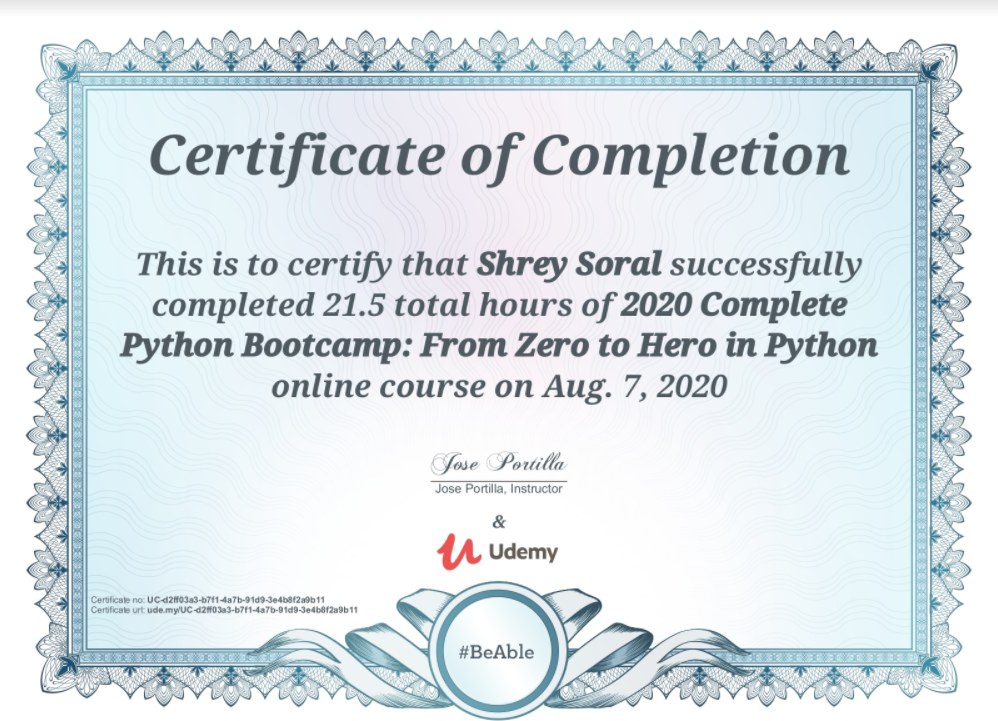 Certificate of Completion
This is to certify that Shrey Soral successfully
completed 21.5 total hours of 2020 Complete
Python Bootcamp: From Zero to Hero in Python
online course on Aug. 7, 2020
Jose Portilla
Jose Portilla, Instructor
&
Udemy
Certificate no: UC-d2ff03a3-b7f1-4a7b-91d9-3e4b8f2a9b11
Certificate url: ude.my/UC-d2ff03a3-b7f1-4a7b-91d9-3e4b8f2a9b11
#BeAble